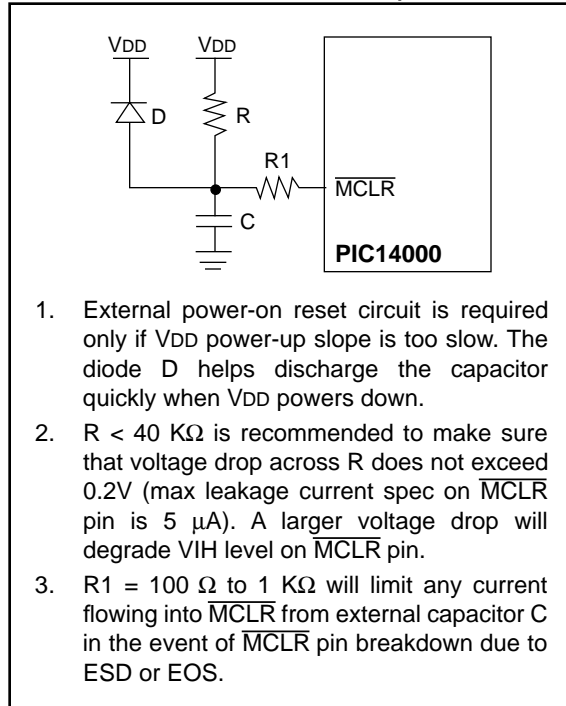 VDD VDD
D R
R1
MCLR
C
PIC14000
1. External power-on reset circuit is required
only if VDD power-up slope is too slow. The
diode D helps discharge the capacitor
quickly when VDD powers down.
2. R < 40 KΩ is recommended to make sure
that voltage drop across R does not exceed
0.2V (max leakage current spec on MCLR
pin is 5 μA). A larger voltage drop will
degrade VIH level on MCLR pin.
3. R1 = 100 Ω to 1 KΩ will limit any current
flowing into MCLR from external capacitor C
in the event of MCLR pin breakdown due to
ESD or EOS.